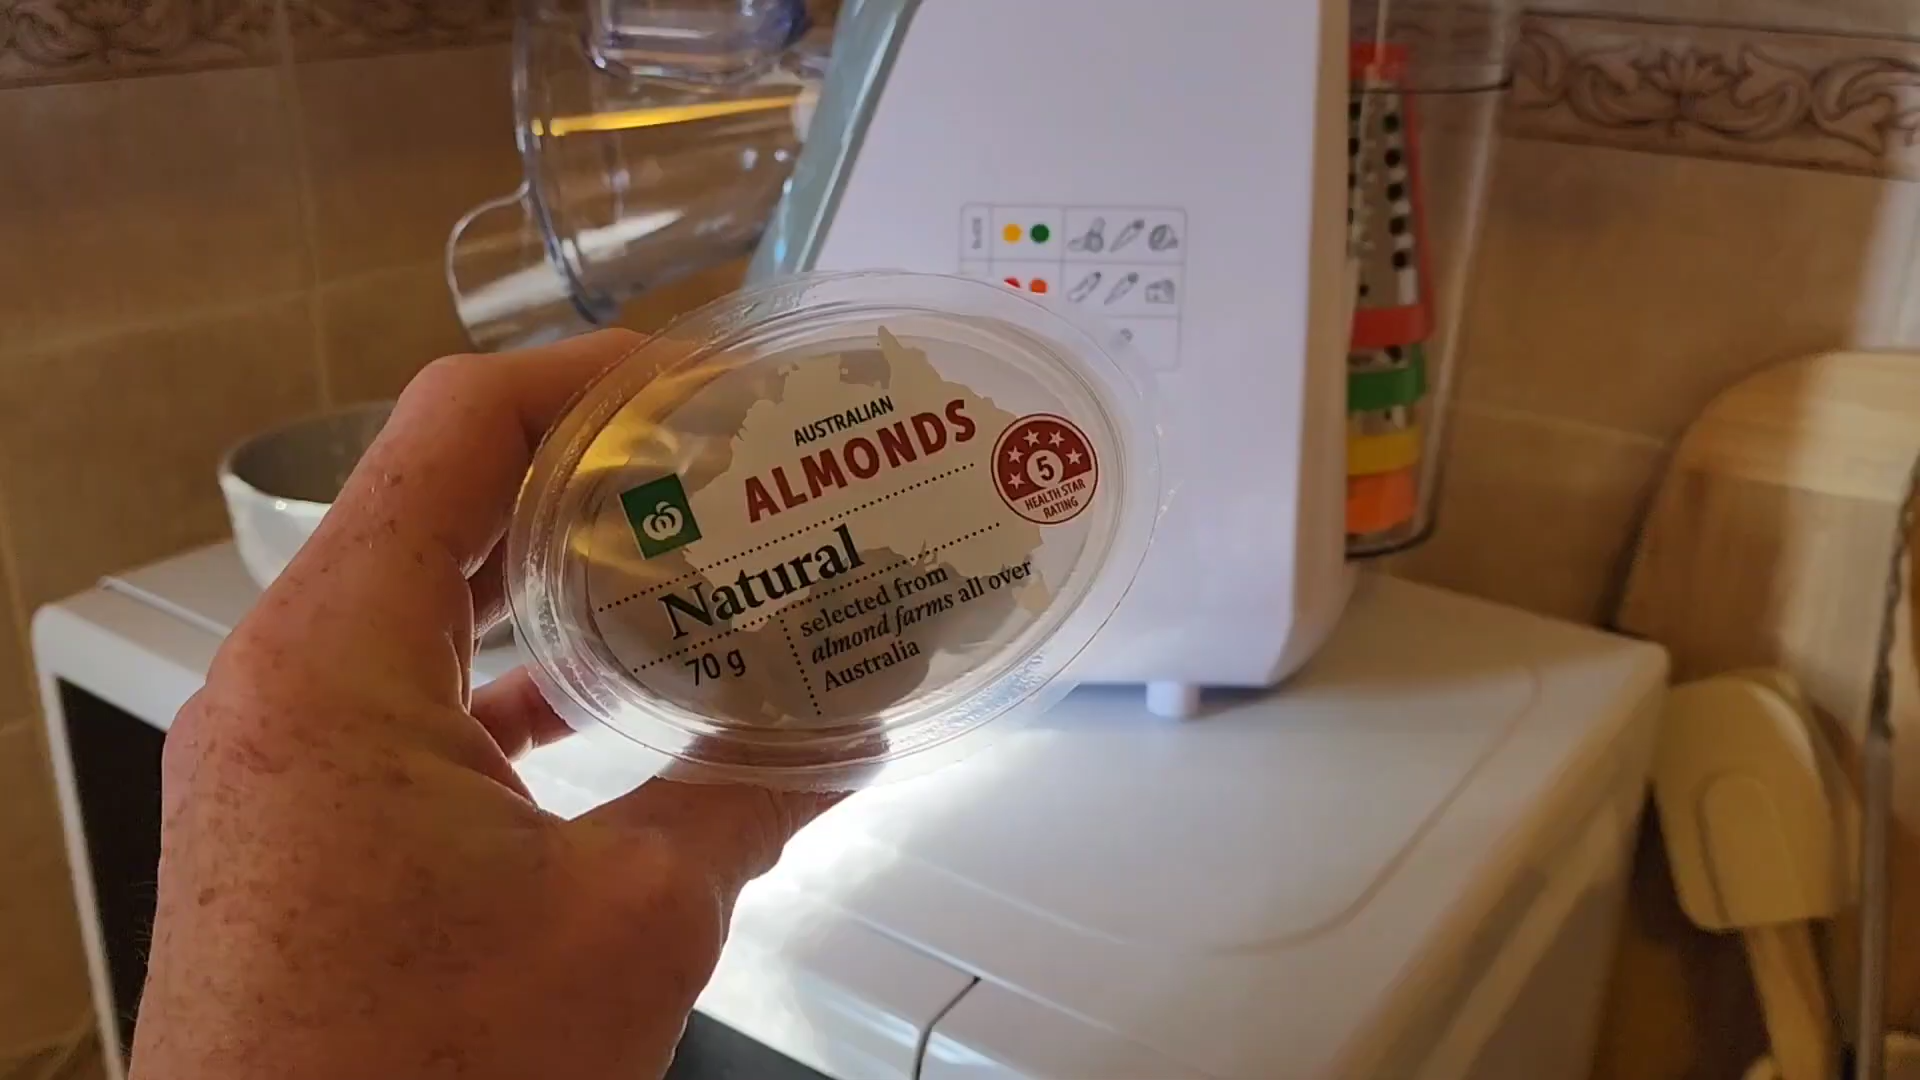 AUSTRALIAN
ALMONDS
5
HEALTH STAR
RATING
Natural
70 g
selected from
almond farms all over
Australia